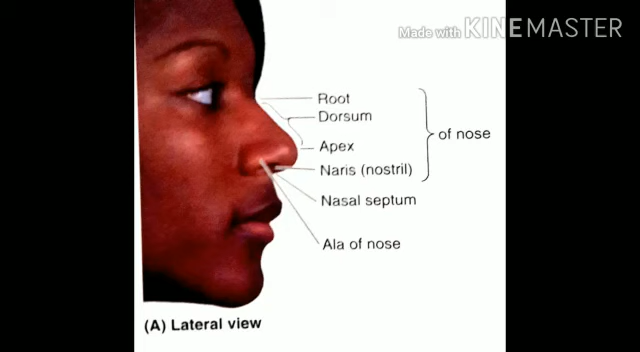 Made with KINEMASTER
Root
Dorsum
Apex
of nose
Naris (nostril)
Nasal septum
Ala of nose
(A) Lateral view